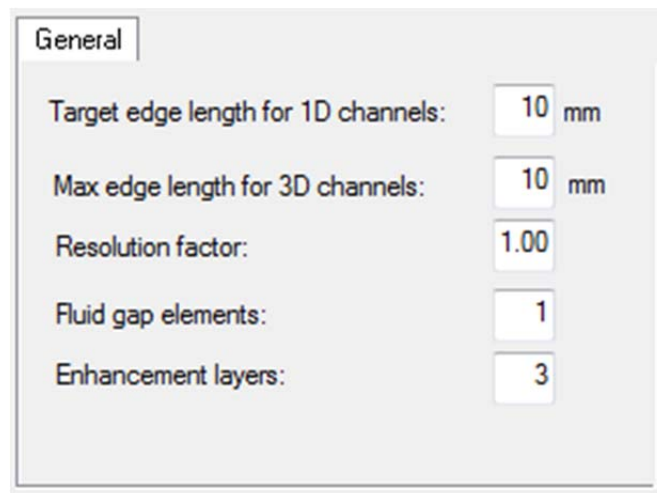 General
Target edge length for 1D channels: 10 mm
Max edge length for 3D channels: 10 mm
Resolution factor: 1.00
Fluid gap elements: 1
Enhancement layers: 3